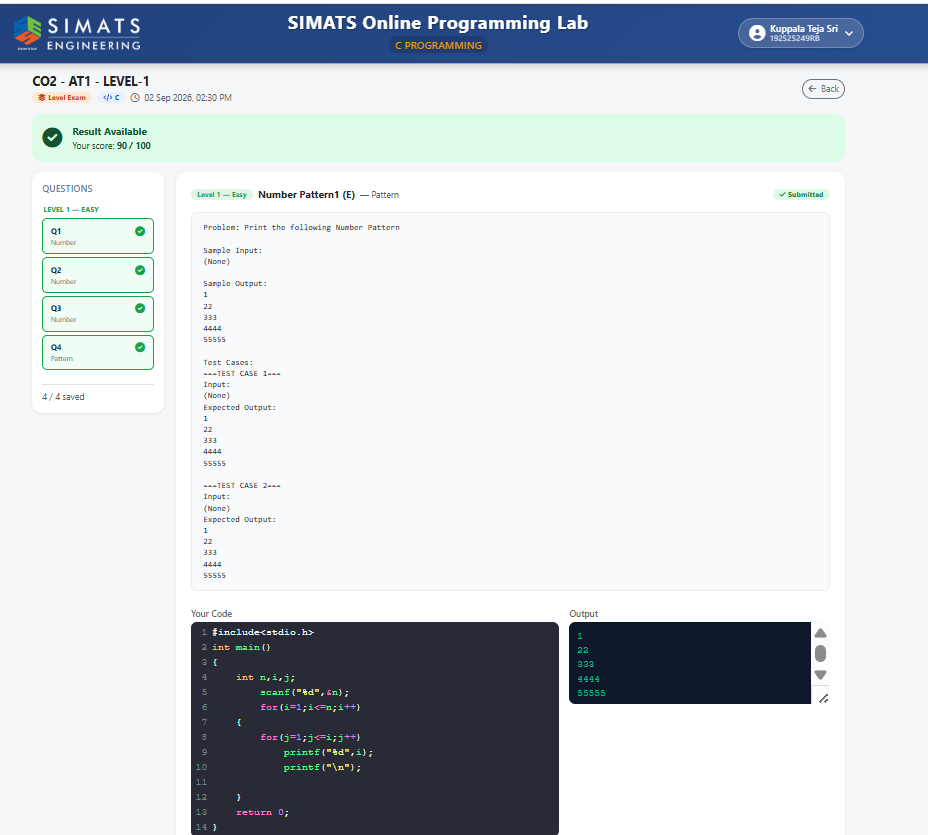 SIMATS
ENGINEERING
SIMATS Online Programming Lab
C PROGRAMMING
Kuppala Teja Sri
192525249RB
CO2 - AT1 - LEVEL-1
Level Exam </> C 02 Sep 2026, 02:30 PM
← Back
Result Available
Your score: 90 / 100
QUESTIONS
LEVEL 1 — EASY
Q1
Number
Q2
Number
Q3
Number
Q4
Pattern
4 / 4 saved
Level 1 — Easy Number Pattern1 (E) — Pattern
Submitted
Problem: Print the following Number Pattern
Sample Input:
(None)
Sample Output:
1
22
333
4444
55555
Test Cases:
===TEST CASE 1===
Input:
(None)
Expected Output:
1
22
333
4444
55555
===TEST CASE 2===
Input:
(None)
Expected Output:
1
22
333
4444
55555
Your Code
1 #include<stdio.h>
2 int main()
3 {
4 int n,i,j;
5 scanf("%d",&n);
6 for(i=1;i<=n;i++)
7 {
8 for(j=1;j<=i;j++)
9 printf("%d",i);
10 printf("\n");
11
12 }
13 return 0;
14 }
Output
1
22
333
4444
55555